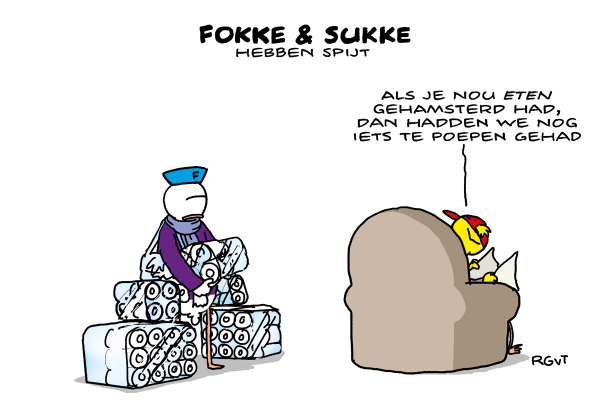 FOKKE & SUKKE
HEBBEN SPIJT
ALS JE NOU ETEN
GEHAMSTERD HAD,
DAN HADDEN WE NOG
IETS TE POEPEN GEHAD
F
RGvT